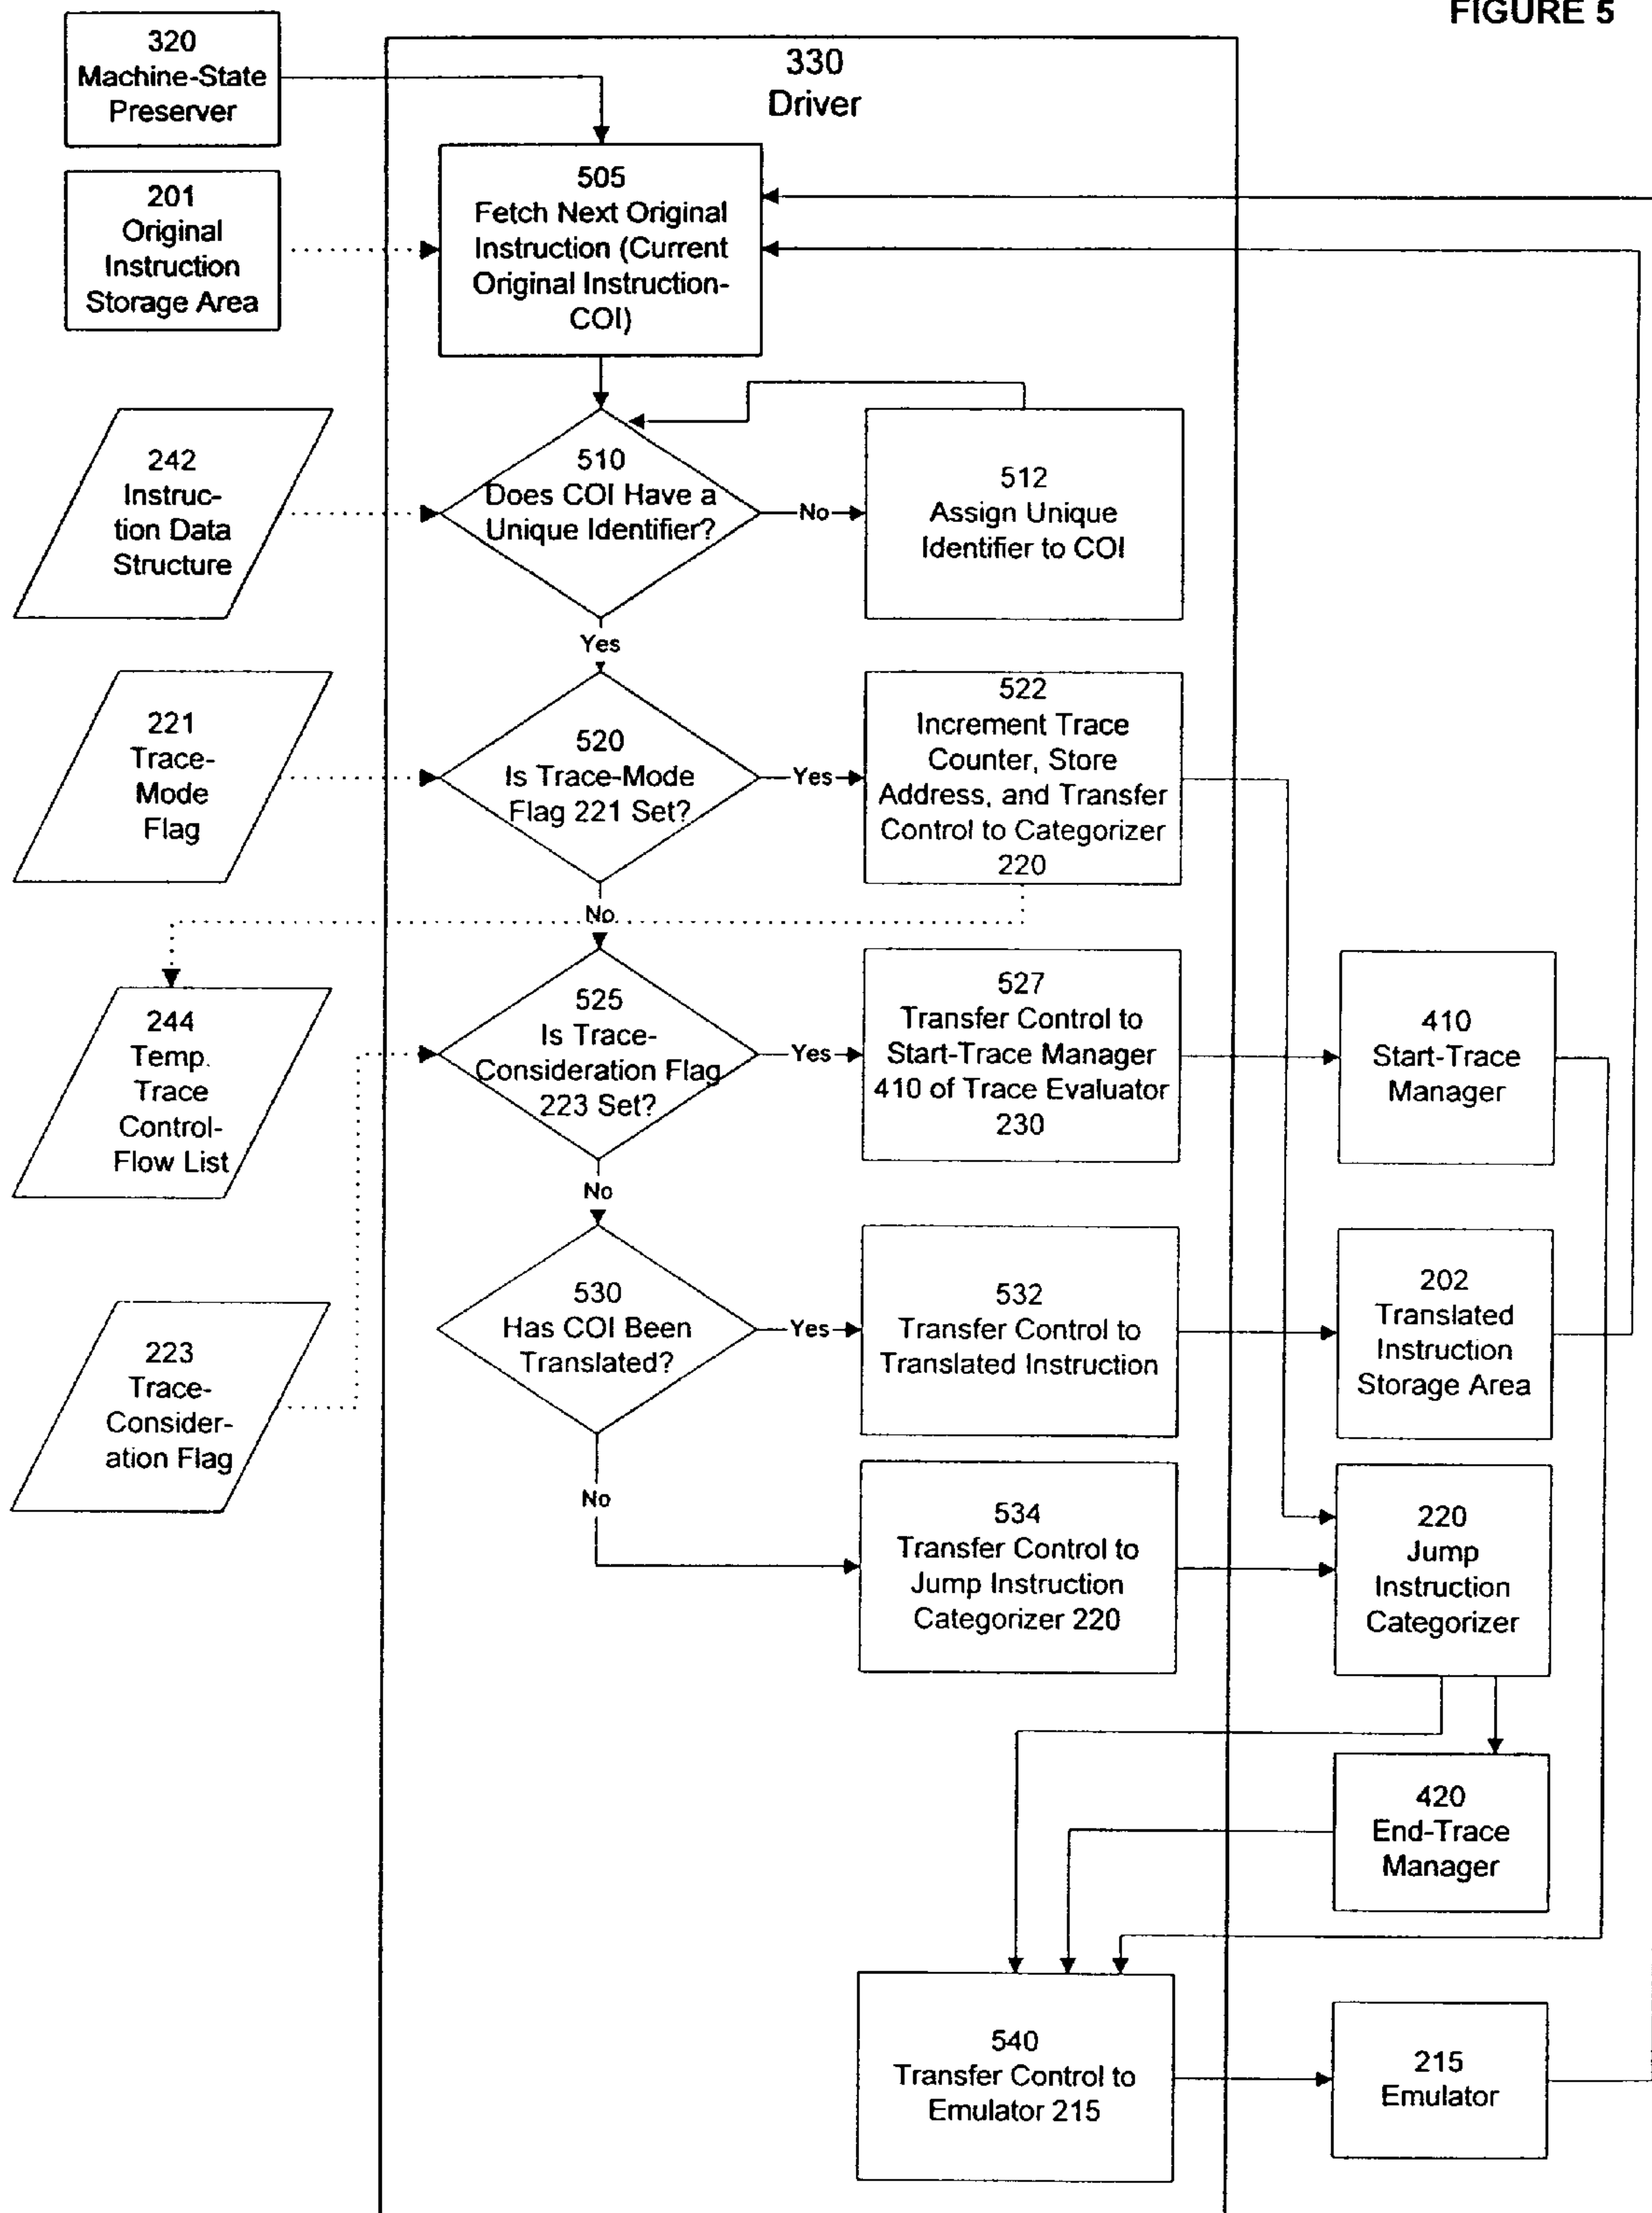 FIGURE 5
320
Machine-State
Preserver
330
Driver
201
Original
Instruction
Storage Area
505
Fetch Next Original
Instruction (Current
Original Instruction-
COI)
242
Instruc-
tion Data
Structure
510
Does COI Have a
Unique Identifier?
No
512
Assign Unique
Identifier to COI
Yes
221
Trace-
Mode
Flag
520
Is Trace-Mode
Flag 221 Set?
Yes
522
Increment Trace
Counter, Store
Address, and Transfer
Control to Categorizer
220
No
244
Temp.
Trace
Control-
Flow List
525
Is Trace-
Consideration Flag
223 Set?
Yes
527
Transfer Control to
Start-Trace Manager
410 of Trace Evaluator
230
410
Start-Trace
Manager
No
223
Trace-
Consider-
ation Flag
530
Has COI Been
Translated?
Yes
532
Transfer Control to
Translated Instruction
202
Translated
Instruction
Storage Area
No
534
Transfer Control to
Jump Instruction
Categorizer 220
220
Jump
Instruction
Categorizer
420
End-Trace
Manager
540
Transfer Control to
Emulator 215
215
Emulator